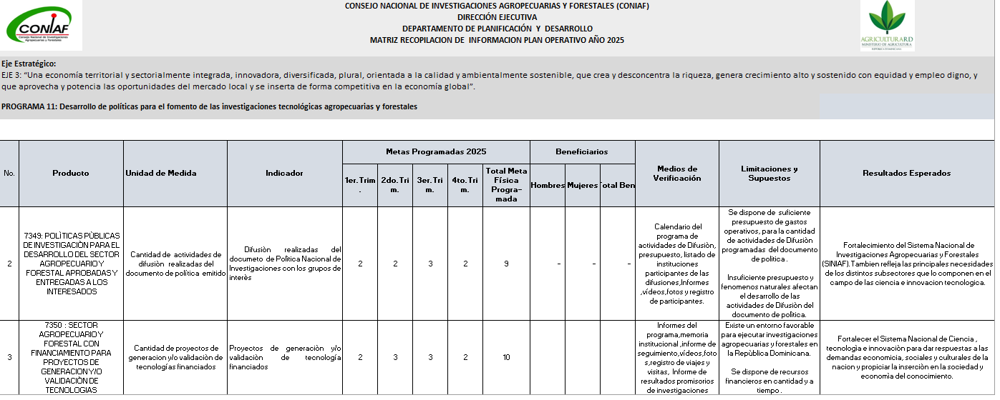 CONSEJO NACIONAL DE INVESTIGACIONES AGROPECUARIAS Y FORESTALES (CONIAF)
DIRECCIÓN EJECUTIVA
DEPARTAMENTO DE PLANIFICACIÓN Y DESARROLLO
MATRIZ RECOPILACION DE INFORMACION PLAN OPERATIVO AÑO 2025
CONIAF
Consejo Nacional de Investigaciones
Agropecuarias y Forestales
AGRICULTURARD
MINISTERIO DE AGRICULTURA
REPÚBLICA DOMINICANA
Eje Estratégico:
EJE 3: “Una economía territorial y sectorialmente integrada, innovadora, diversificada, plural, orientada a la calidad y ambientalmente sostenible, que crea y desconcentra la riqueza, genera crecimiento alto y sostenido con equidad y empleo digno, y
que aprovecha y potencia las oportunidades del mercado local y se inserta de forma competitiva en la economía global”.
PROGRAMA 11: Desarrollo de políticas para el fomento de las investigaciones tecnológicas agropecuarias y forestales
No.
Producto
Unidad de Medida
Indicador
Metas Programadas 2025
1er. Trim
.
2do. Tri
m.
3er. Tri
m.
4to. Tri
m.
Total Meta
Física
Progra-
mada
Beneficiarios
Hombres
Mujeres
otal Ben
Medios de
Verificación
Limitaciones y
Supuestos
Resultados Esperados
2
7349: POLÌTICAS PÙBLICAS
DE INVESTIGACIÒN PARA EL
DESARROLLO DEL SECTOR
AGROPECUARIO Y
FORESTAL APROBADAS Y
ENTREGADAS A LOS
INTERESADOS
Cantidad de actividades de
difusiòn realizadas del
documento de polìtica emitido
Difusiòn realizadas del
documeto de Polìtica Nacional de
Investigaciones con los grupos de
interès
2
2
3
2
9
-
-
-
Calendario del
programa de
actividades de Difusiòn,
presupuesto, listado de
instituciones
participantes de las
difusiones,Informes
,vídeos,fotos y registro
de participantes.
Se dispone de suficiente
presupuesto de gastos
operativos, para la cantidad
de actividades de Difusiòn
programadas del documento
de polìtica .
Insuficiente presupuesto y
fenomenos naturales afectan
el desarrollo de las
actividades de Difusiòn del
documento de polìtica.
Fortalecimiento del Sistema Nacional de
Investigaciones Agropecuarias y Forestales
(SINIAF).Tambien refleja las principales necesidades
de los distintos subsectores que lo componen en el
campo de las ciencia e innovacion tecnologica.
3
7350 : SECTOR
AGROPECUARIO Y
FORESTAL CON
FINANCIAMIENTO PARA
PROYECTOS DE
GENERACION Y/O
VALIDACIÒN DE
TECNOLOGIAS
Cantidad de proyectos de
generacion y/o validaciòn de
tecnologías financiados
Proyectos de generaciòn y/o
validaciòn de tecnología
financiados
2
3
3
2
10
Informes del
programa,memoria
institucional ,informe de
seguimiento,vídeos,foto
s,registro de viajes y
visitas, Informe de
resultados promisorios
de investigaciones
Existe un entorno favorable
para ejecutar investigaciones
agropecuarias y forestales en
la Repùblica Dominicana.
Se dispone de recursos
financieros en cantidad y a
tiempo .
Fortalecer el Sistema Nacional de Ciencia ,
tecnologìa e innovaciòn para dar respuestas a las
demandas economicia, sociales y culturales de la
nacion y propiciar la inserciòn en la sociedad y
economìa del conocimiento.